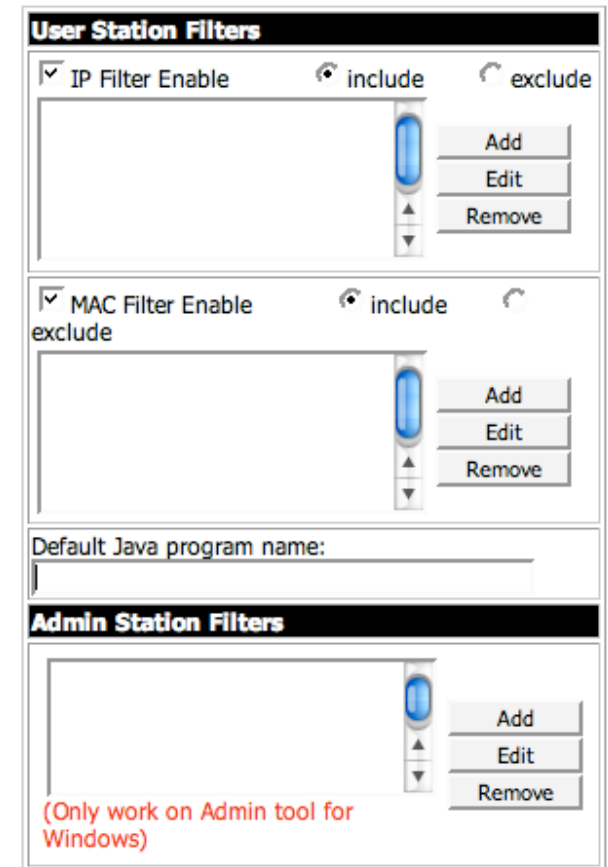 User Station Filters
IP Filter Enable include exclude
Add
Edit
Remove
MAC Filter Enable include
exclude
Add
Edit
Remove
Default Java program name:
Admin Station Filters
Add
Edit
Remove
(Only work on Admin tool for
Windows)